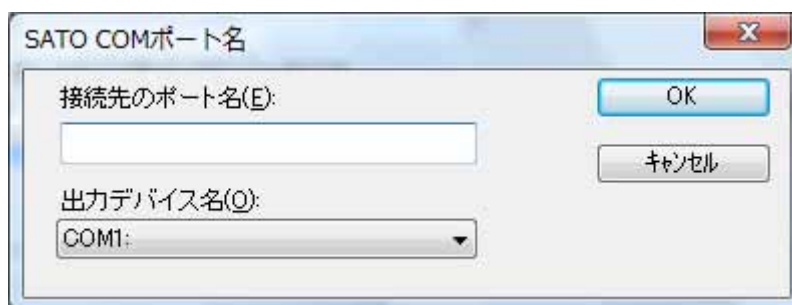 SATO COMポート名
接続先のポート名(E):
OK
キャンセル
出力デバイス名(O):
COM1: